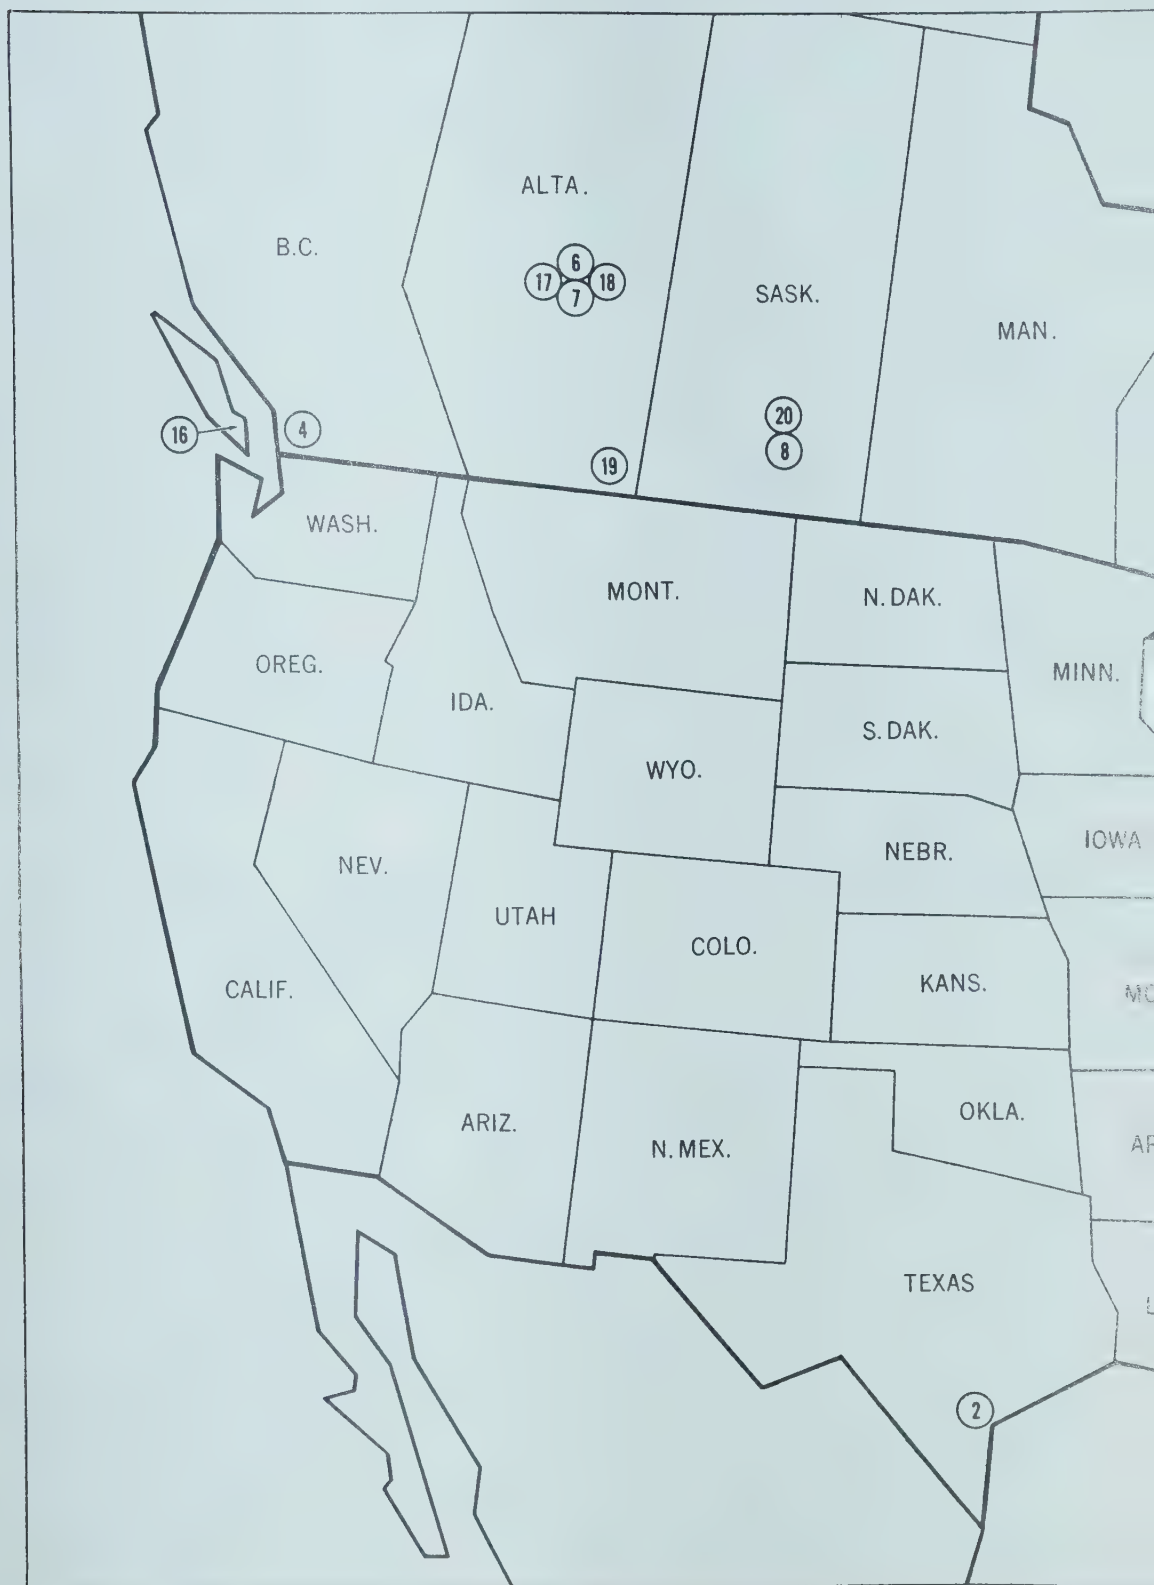 ALTA.
B.C.
6
17
18
7
SASK.
MAN.
20
16
4
8
19
WASH.
MONT.
N. DAK.
OREG.
MINN.
IDA.
S. DAK.
WYO.
IOWA
NEBR.
NEV.
UTAH
COLO.
KANS.
CALIF.
OKLA.
ARIZ.
N. MEX.
TEXAS
2